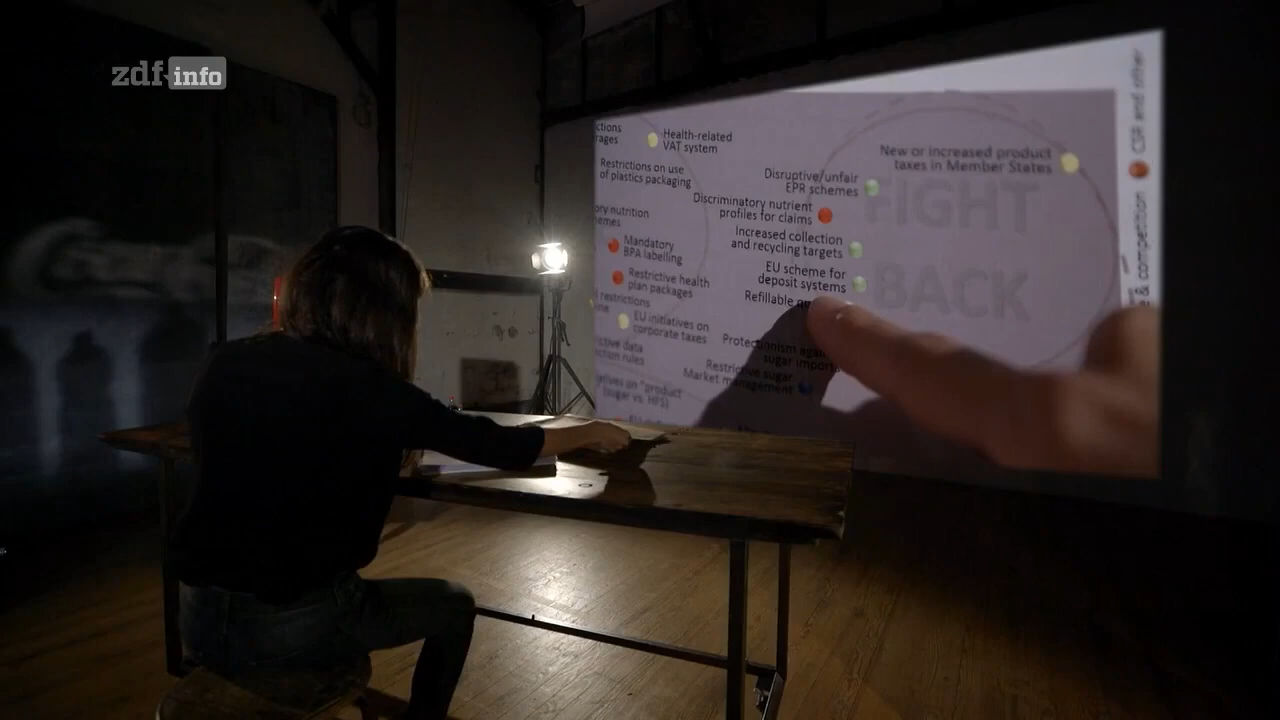 zdf info
ctions
rages
Health-related
VAT system
Restrictions on use
of plastics packaging
ory nutrition
emes
Mandatory
BPA labelling
Restrictive health
plan packages
restrictions
ne
EU initiatives on
corporate taxes
ctive data
ction rules
atives on "product
(sugar vs. HFS)
New or increased product
taxes in Member States
Disruptive/unfair
EPR schemes
Discriminatory nutrient
profiles for claims
Increased collection
and recycling targets
EU scheme for
deposit systems
Refillable
Protectionism again
sugar importe
Restrictive sugar
Market management
FIGHT
BACK
& competition
CSR and other